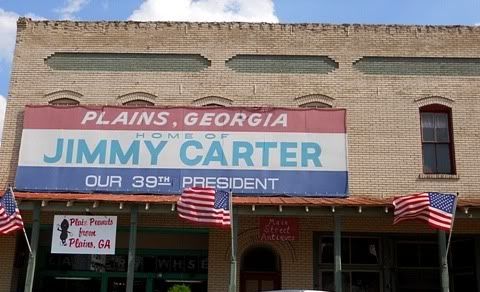 PLAINS, GEORGIA
HOME OF
JIMMY CARTER
OUR 39TH PRESIDENT
Plain Peanuts
from
Plains, GA
Main
Street
Antiques